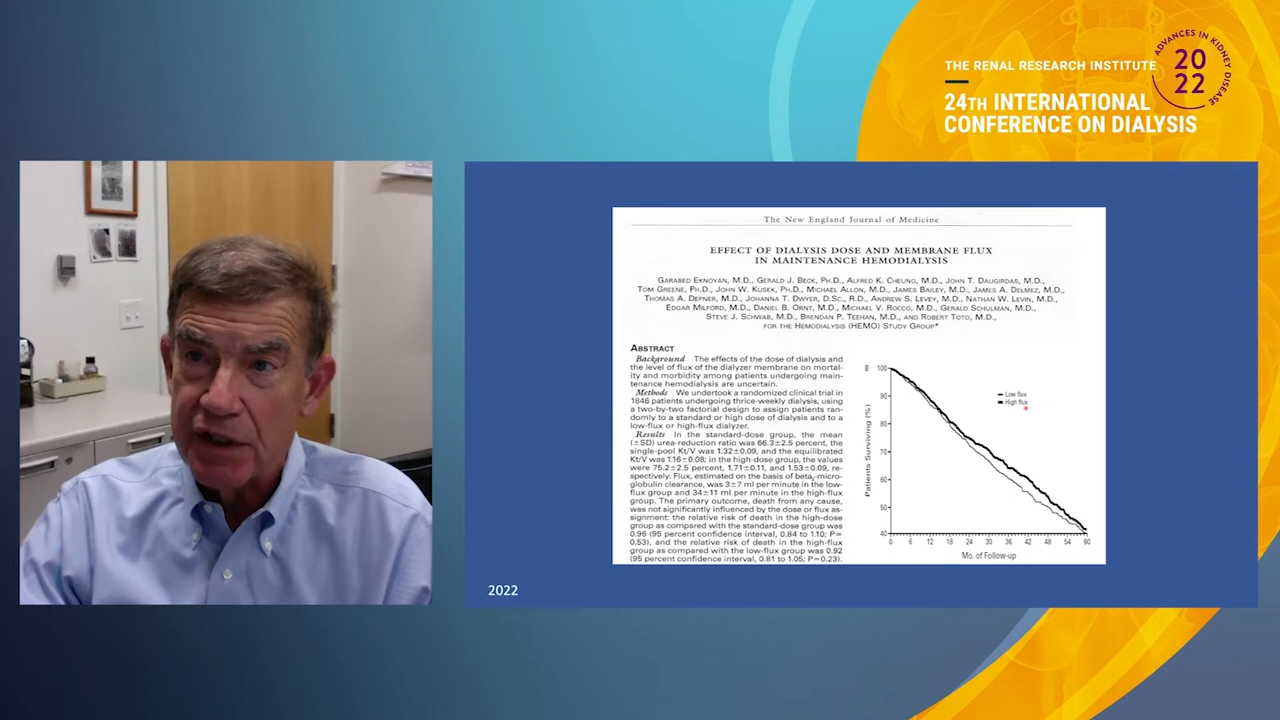 THE RENAL RESEARCH INSTITUTE
24TH INTERNATIONAL
CONFERENCE ON DIALYSIS
ADVANCES IN KIDNEY DISEASE
20
22
The New England Journal of Medicine
EFFECT OF DIALYSIS DOSE AND MEMBRANE FLUX
IN MAINTENANCE HEMODIALYSIS
GARABED EKNOYAN, M.D., GERALD J. BECK, PH.D., ALFRED K. CHEUNG, M.D., JOHN T. DAUGIRDAS, M.D.,
TOM GREENE, PH.D., JOHN W. KUSEK, PH.D., MICHAEL ALLON, M.D., JAMES BAILEY, M.D., JAMES A. DELMEZ, M.D.,
THOMAS A. DEPNER, M.D., JOHANNA T. DWYER, D.SC., R.D., ANDREW S. LEVEY, M.D., NATHAN W. LEVIN, M.D.,
EDGAR MILFORD, M.D., DANIEL B. ORNT, M.D., MICHAEL V. ROCCO, M.D., GERALD SCHULMAN, M.D.,
STEVE J. SCHWAB, M.D., BRENDAN P. TEEHAN, M.D., AND ROBERT TOTO, M.D.,
FOR THE HEMODIALYSIS (HEMO) STUDY GROUP*
ABSTRACT
Background The effects of the dose of dialysis and
the level of flux of the dialyzer membrane on mortal-
ity and morbidity among patients undergoing main-
tenance hemodialysis are uncertain.
Methods We undertook a randomized clinical trial in
1846 patients undergoing thrice-weekly dialysis, using
a two-by-two factorial design to assign patients ran-
domly to a standard or high dose of dialysis and to a
low-flux or high-flux dialyzer.
Results In the standard-dose group, the mean
(±SD) urea-reduction ratio was 66.3±2.5 percent, the
single-pool Kt/V was 1.32±0.09, and the equilibrated
Kt/V was 1.16±0.08; in the high-dose group, the values
were 75.2±2.5 percent, 1.71±0.11, and 1.53±0.09, re-
spectively. Flux, estimated on the basis of beta2-micro-
globulin clearance, was 3±7 ml per minute in the low-
flux group and 34±11 ml per minute in the high-flux
group. The primary outcome, death from any cause,
was not significantly influenced by the dose or flux as-
signment: the relative risk of death in the high-dose
group as compared with the standard-dose group was
0.96 (95 percent confidence interval, 0.84 to 1.10; P=
0.53), and the relative risk of death in the high-flux
group as compared with the low-flux group was 0.92
(95 percent confidence interval, 0.81 to 1.05; P=0.23).
B
100
90
80
70
60
50
40
Patients Surviving (%)
Low flux
High flux
0 6 12 18 24 30 36 42 48 54 60
Mo. of Follow-up
2022